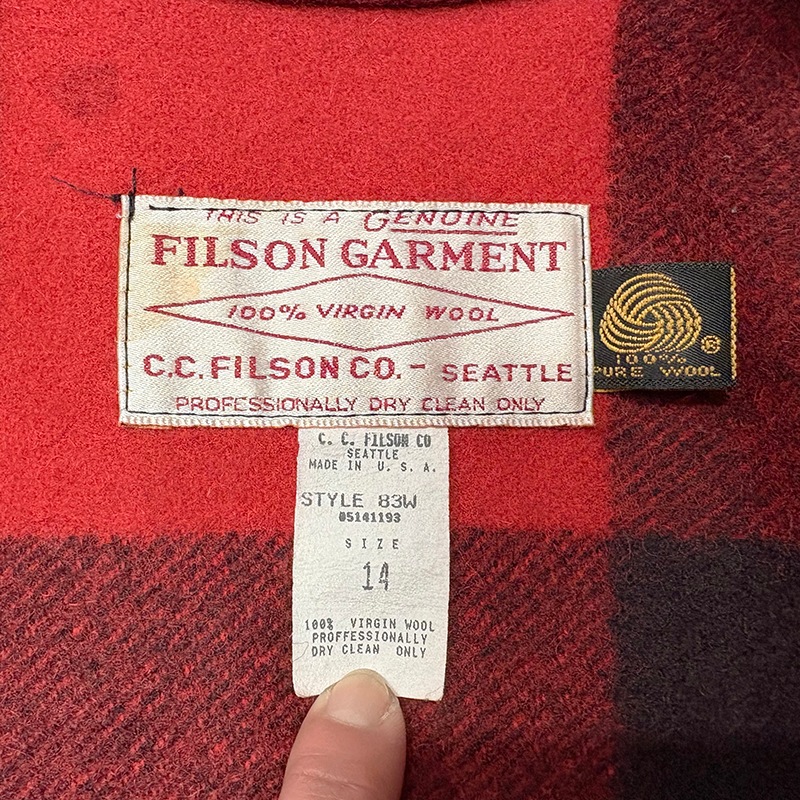 THIS IS A GENUINE
FILSON GARMENT
100% VIRGIN WOOL
C.C. FILSON CO. - SEATTLE
PROFESSIONALLY DRY CLEAN ONLY
100%
®
PURE WOOL
C. C. FILSON CO
SEATTLE
MADE IN U. S. A.
STYLE 83W
05141193
SIZE
14
100% VIRGIN WOOL
PROFFESSIONALLY
DRY CLEAN ONLY